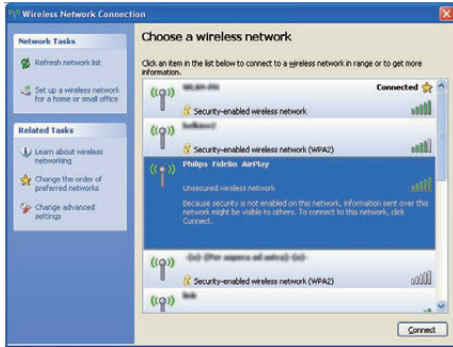 Wireless Network Connection
Network Tasks
Refresh network list
Set up a wireless network
for a home or small office
Related Tasks
Learn about wireless
networking
Change the order of
preferred networks
Change advanced
settings
Choose a wireless network
Click an item in the list below to connect to a wireless network in range or to get more
information.
Connected
Security-enabled wireless network
Security-enabled wireless network (WPA2)
Philips Fidelio AirPlay
Unsecured wireless network
Because security is not enabled on this network, information sent over this
network might be visible to others. To connect to this network, click
Connect.
Security-enabled wireless network (WPA2)
Connect